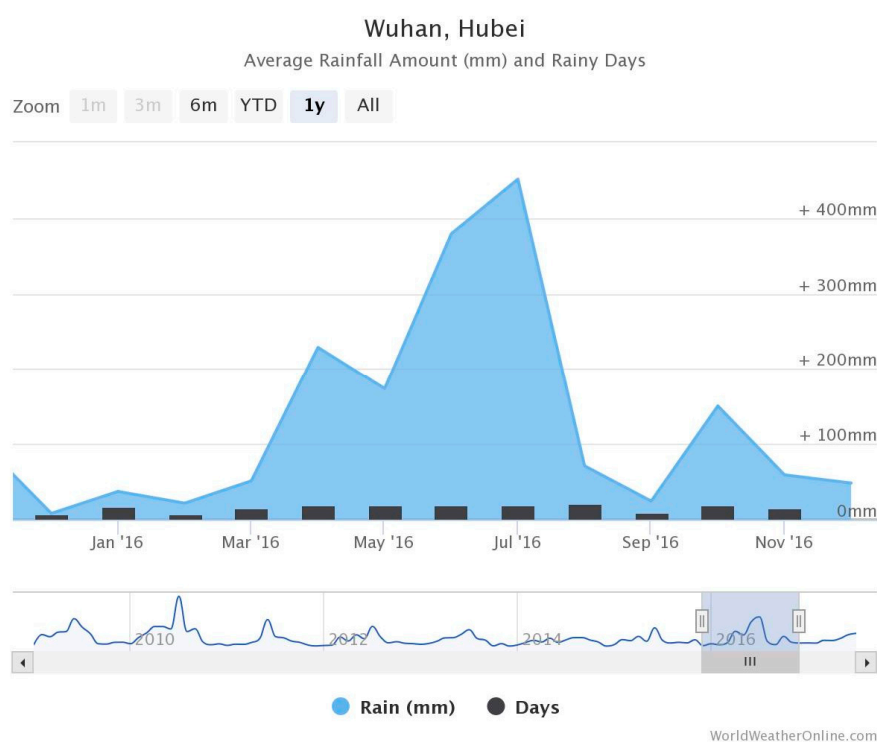 Wuhan, Hubei
Average Rainfall Amount (mm) and Rainy Days
Zoom 1m 3m 6m YTD 1y All
+ 400mm
+ 300mm
+ 200mm
+ 100mm
0mm
Jan '16 Mar '16 May '16 Jul '16 Sep '16 Nov '16
2010 2012 2014 2016
Rain (mm) Days
WorldWeatherOnline.com